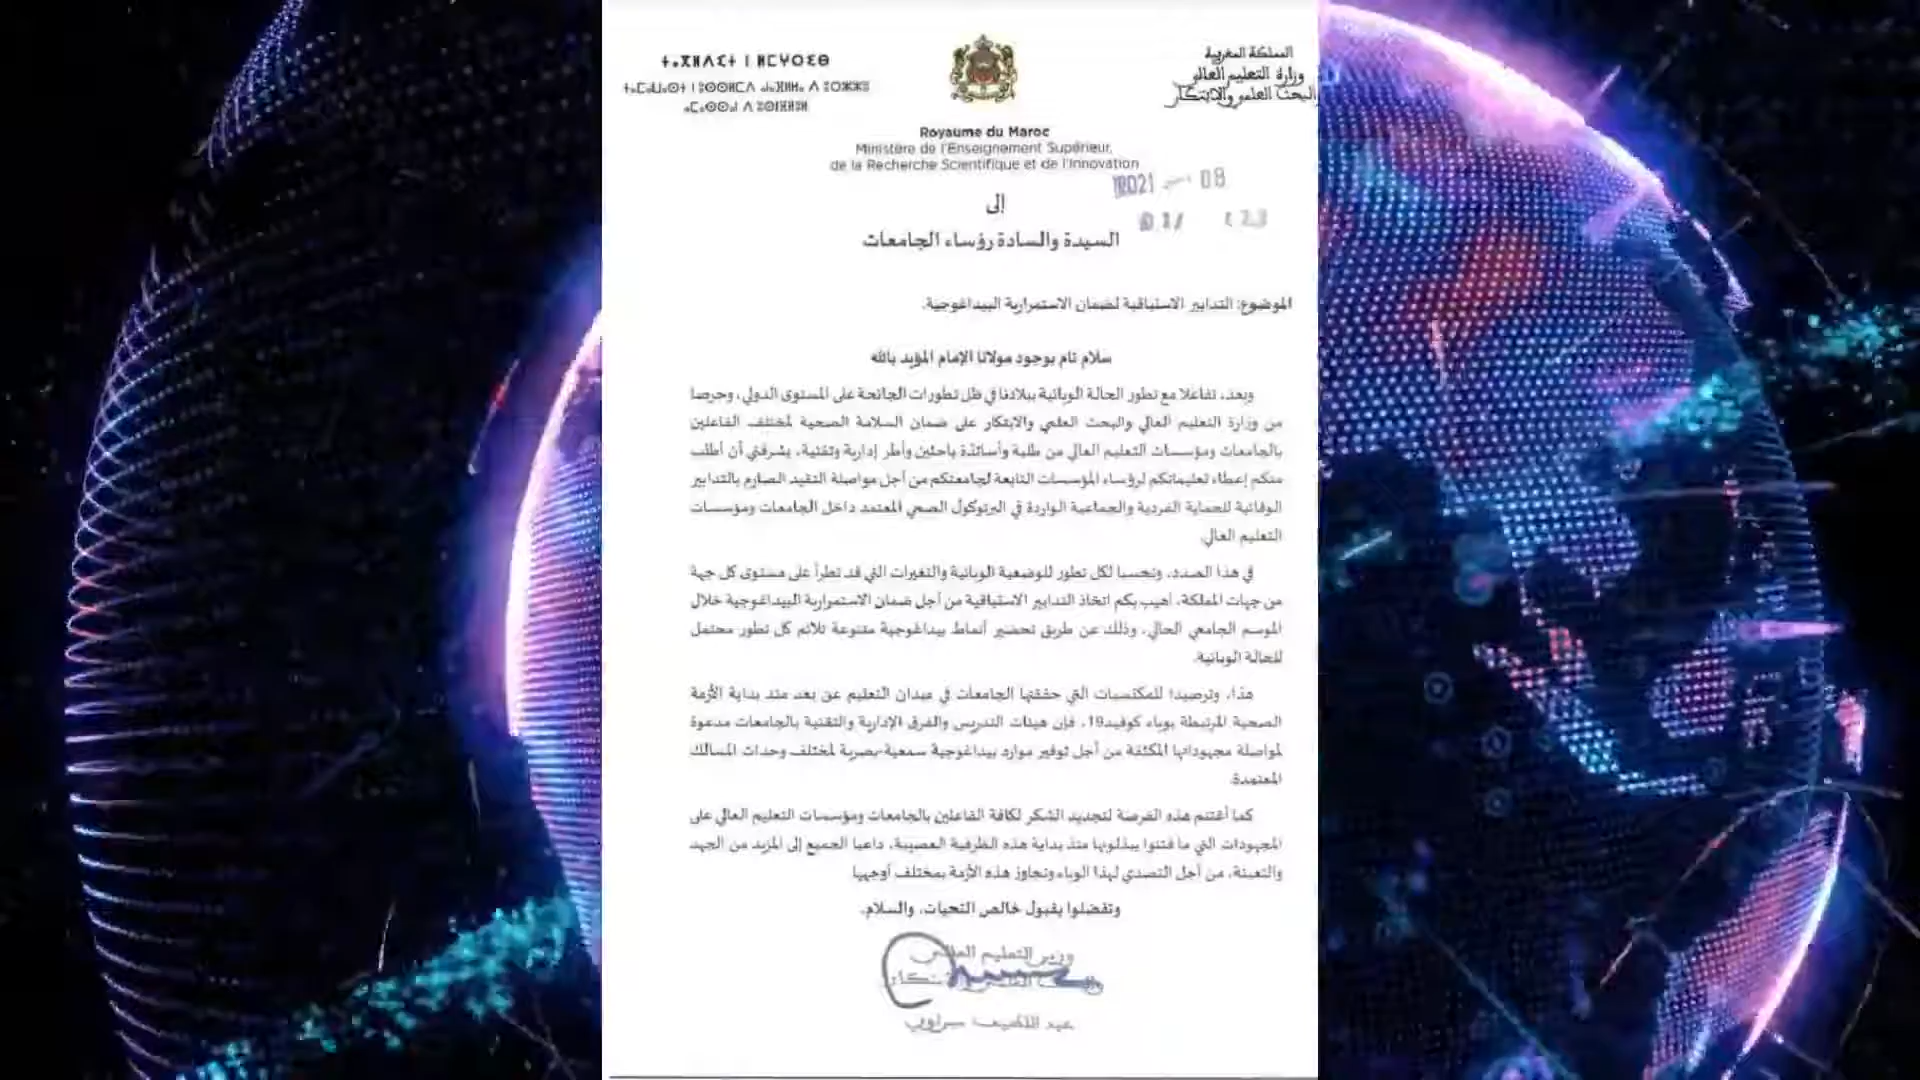 ⵜⴰⴳⵍⴷⵉⵜ ⵏ ⵍⵎⵖⵔⵉⴱ
المملكة المغربية
وزارة التعليم العالي
والبحث العلمي والابتكار
Royaume du Maroc
Ministère de l'Enseignement Supérieur,
de la Recherche Scientifique et de l'Innovation
08 2021
إلى
السيدة والسادة رؤساء الجامعات
الموضوع: التدابير الاستباقية لضمان الاستمرارية البيداغوجية.
سلام تام بوجود مولانا الإمام المؤيد بالله
وبعد، تفاعلا مع تطور الحالة الوبائية ببلادنا في ظل تطورات الجائحة على المستوى الدولي، وحرصا
من وزارة التعليم العالي والبحث العلمي والابتكار على ضمان السلامة الصحية لمختلف الفاعلين
بالجامعات ومؤسسات التعليم العالي من طلبة وأساتذة باحثين وأطر إدارية وتقنية، يشرفني أن أطلب
منكم إعطاء تعليماتكم لرؤساء المؤسسات التابعة لجامعتكم من أجل مواصلة التقيد الصارم بالتدابير
الوقائية للحماية الفردية والجماعية الواردة في البرتوكول الصحي المعتمد داخل الجامعات ومؤسسات
التعليم العالي.
في هذا الصدد، وتحسبا لكل تطور للوضعية الوبائية والتغيرات التي قد تطرأ على مستوى كل جهة
من جهات المملكة، أهيب بكم اتخاذ التدابير الاستباقية من أجل ضمان الاستمرارية البيداغوجية خلال
الموسم الجامعي الحالي، وذلك عن طريق تحضير أنماط بيداغوجية متنوعة تلائم كل تطور محتمل
للحالة الوبائية.
هذا، وترصيدا للمكتسبات التي حققتها الجامعات في ميدان التعليم عن بعد منذ بداية الأزمة
الصحية المرتبطة بوباء كوفيد19، فإن هيئات التدريس والفرق الإدارية والتقنية بالجامعات مدعوة
لمواصلة مجهوداتها المكثفة من أجل توفير موارد بيداغوجية سمعية-بصرية لمختلف وحدات المسالك
المعتمدة.
كما أغتنم هذه الفرصة لتجديد الشكر لكافة الفاعلين بالجامعات ومؤسسات التعليم العالي على
المجهودات التي ما فتئوا يبذلونها منذ بداية هذه الظرفية العصيبة، داعيا الجميع إلى المزيد من الجهد
والتعبئة، من أجل التصدي لهذا الوباء وتجاوز هذه الأزمة بمختلف أوجهها.
وتفضلوا بقبول خالص التحيات، والسلام.
وزير التعليم العالي
عبد اللطيف ميراوي